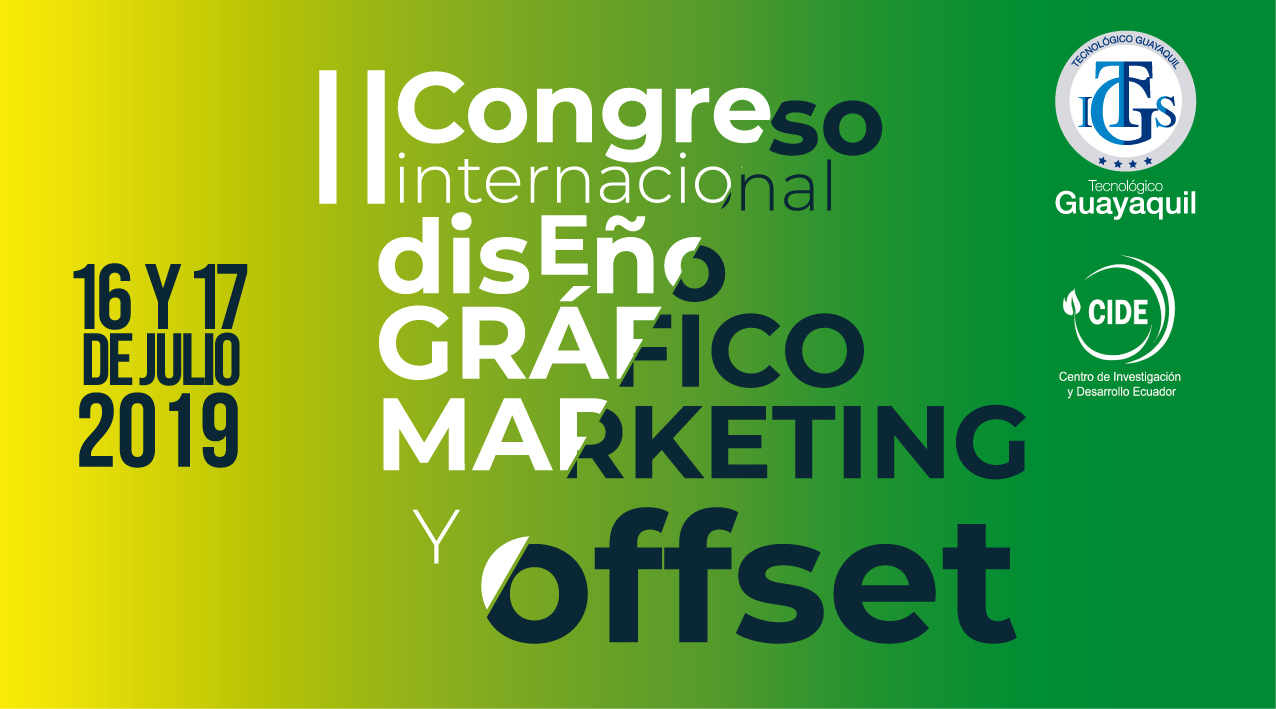 II Congreso
internacional
disEño
GRÁFICO
MARKETING
Y offset
16 Y 17
DE JULIO
2019
TECNOLÓGICO GUAYAQUIL
ITGS
Tecnológico
Guayaquil
CIDE
Centro de Investigación
y Desarrollo Ecuador